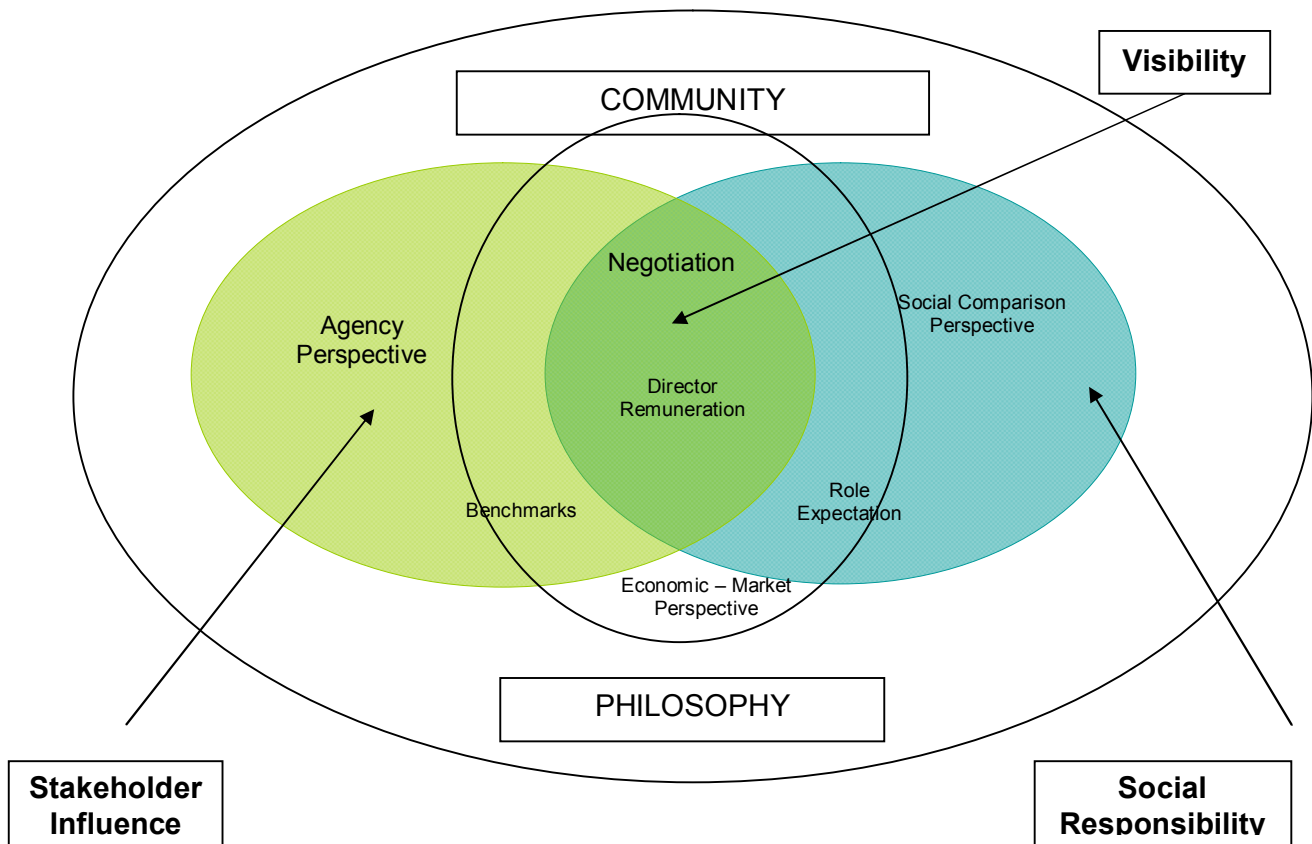 Visibility
COMMUNITY
Negotiation
Social Comparison
Perspective
Agency
Perspective
Director
Remuneration
Role
Expectation
Benchmarks
Economic – Market
Perspective
PHILOSOPHY
Stakeholder
Influence
Social
Responsibility